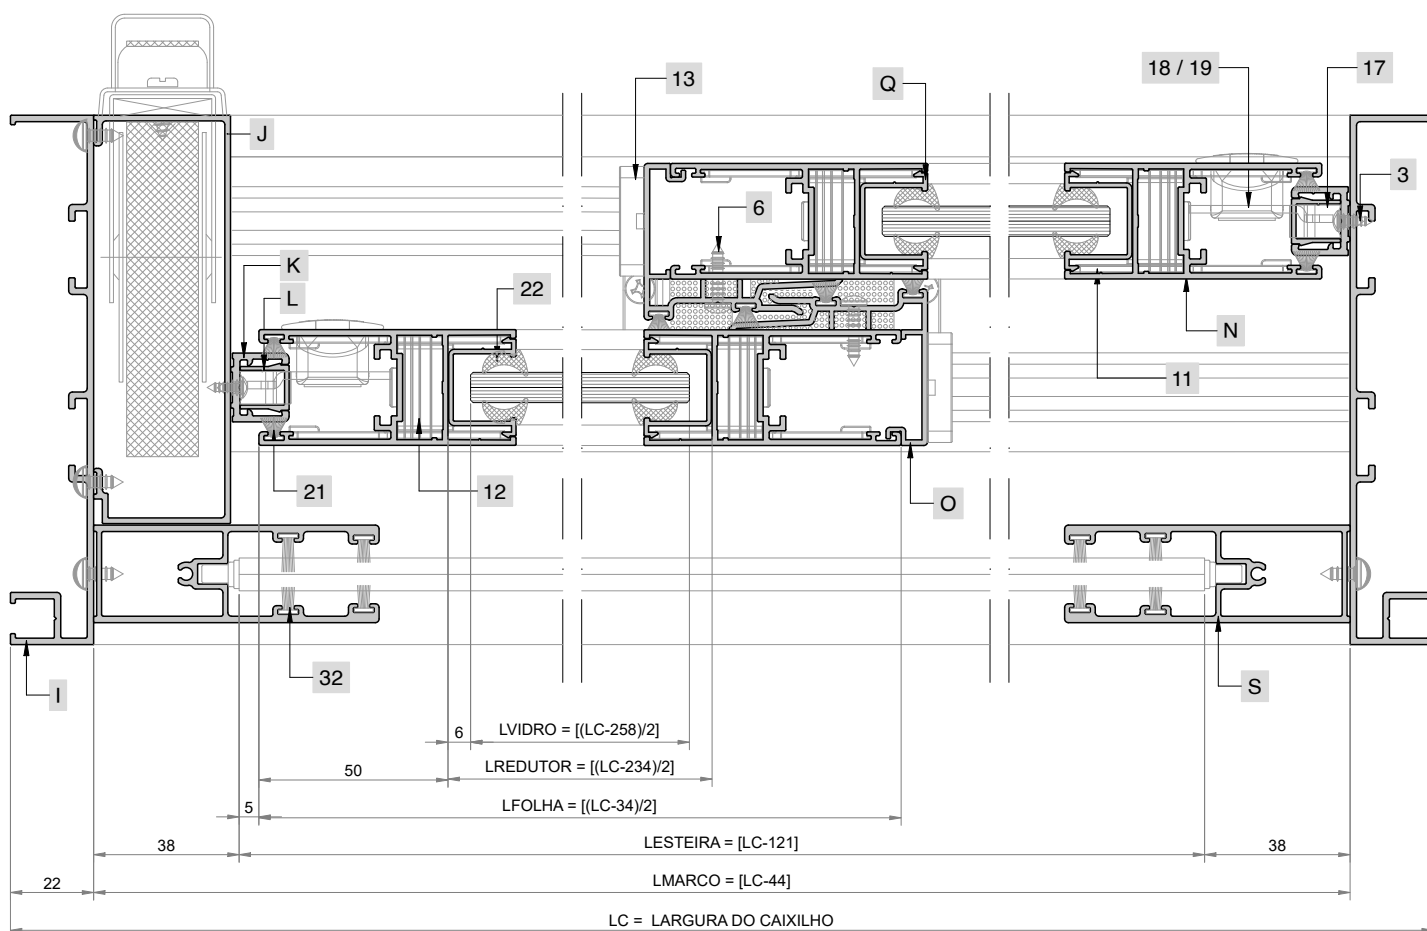 13
Q
18 / 19
17
J
3
6
K
L
22
N
11
21
12
O
32
I
S
6
LVIDRO = [(LC-258)/2]
50
LREDUTOR = [(LC-234)/2]
5
LFOLHA = [(LC-34)/2]
38
LESTEIRA = [LC-121]
38
22
LMARCO = [LC-44]
LC = LARGURA DO CAIXILHO